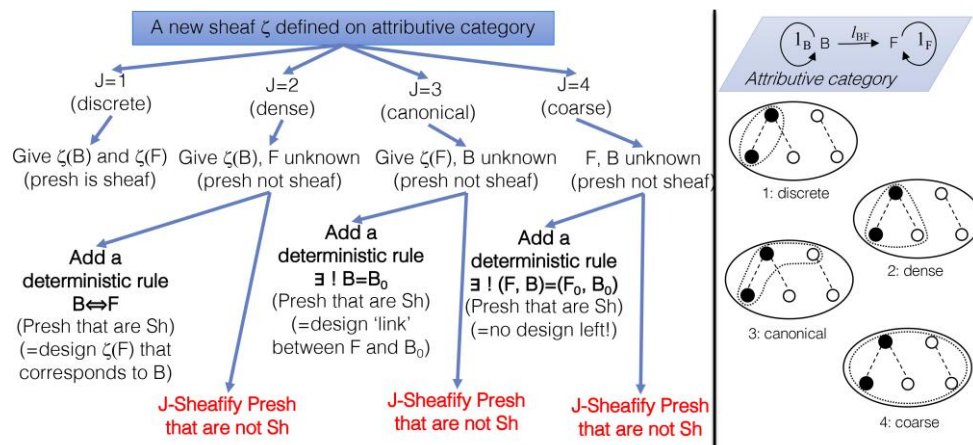 A new sheaf ζ defined on attributive category
J=1
(discrete)
J=2
(dense)
J=3
(canonical)
J=4
(coarse)
Give ζ(B) and ζ(F)
(presh is sheaf)
Give ζ(B), F unknown
(presh not sheaf)
Give ζ(F), B unknown
(presh not sheaf)
F, B unknown
(presh not sheaf)
Add a
deterministic rule
B⇔F
(Presh that are Sh)
(=design ζ(F) that
corresponds to B)
Add a
deterministic rule
∃ ! B=B₀
(Presh that are Sh)
(=design ‘link’
between F and B₀)
Add a
deterministic rule
∃ ! (F, B)=(F₀, B₀)
(Presh that are Sh)
(=no design left!)
J-Sheafify Presh
that are not Sh
J-Sheafify Presh
that are not Sh
J-Sheafify Presh
that are not Sh
1_B B l_BF F 1_F
Attributive category
1: discrete
2: dense
3: canonical
4: coarse